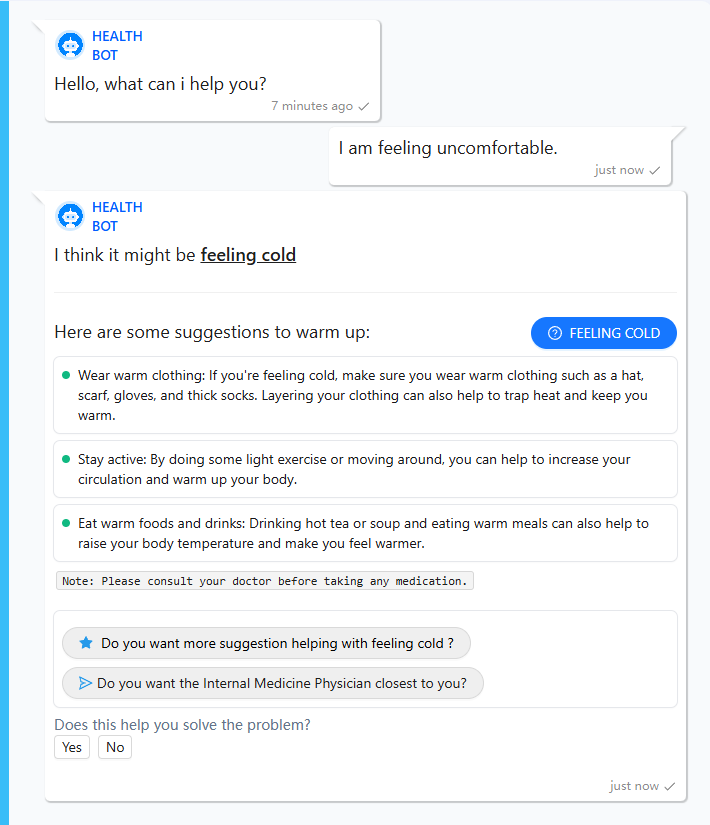 HEALTH
BOT
Hello, what can i help you?
7 minutes ago
I am feeling uncomfortable.
just now
HEALTH
BOT
I think it might be feeling cold
Here are some suggestions to warm up:
FEELING COLD
Wear warm clothing: If you're feeling cold, make sure you wear warm clothing such as a hat,
scarf, gloves, and thick socks. Layering your clothing can also help to trap heat and keep you
warm.
Stay active: By doing some light exercise or moving around, you can help to increase your
circulation and warm up your body.
Eat warm foods and drinks: Drinking hot tea or soup and eating warm meals can also help to
raise your body temperature and make you feel warmer.
Note: Please consult your doctor before taking any medication.
Do you want more suggestion helping with feeling cold ?
Do you want the Internal Medicine Physician closest to you?
Does this help you solve the problem?
Yes No
just now